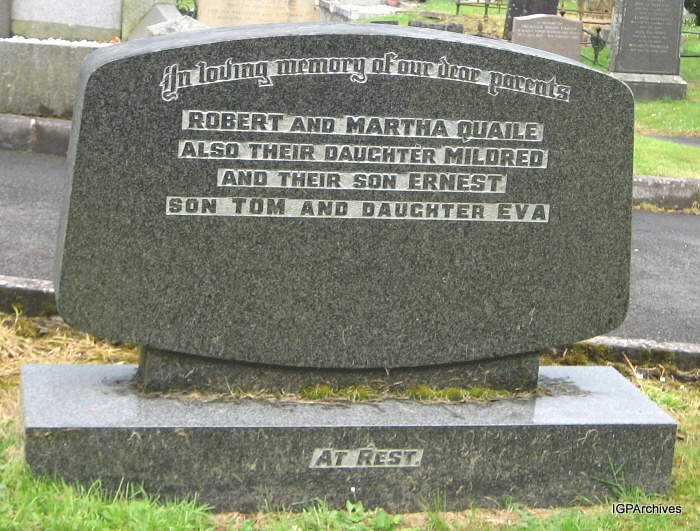 In loving memory of our dear parents
ROBERT AND MARTHA QUAILE
ALSO THEIR DAUGHTER MILDRED
AND THEIR SON ERNEST
SON TOM AND DAUGHTER EVA
AT REST.
IGPArchives